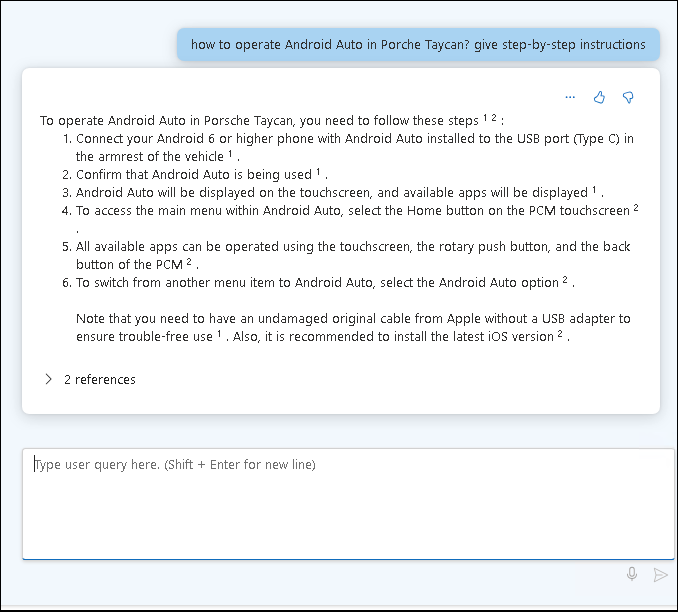 how to operate Android Auto in Porche Taycan? give step-by-step instructions
To operate Android Auto in Porsche Taycan, you need to follow these steps 1 2 :
1. Connect your Android 6 or higher phone with Android Auto installed to the USB port (Type C) in
the armrest of the vehicle 1 .
2. Confirm that Android Auto is being used 1 .
3. Android Auto will be displayed on the touchscreen, and available apps will be displayed 1 .
4. To access the main menu within Android Auto, select the Home button on the PCM touchscreen 2
.
5. All available apps can be operated using the touchscreen, the rotary push button, and the back
button of the PCM 2 .
6. To switch from another menu item to Android Auto, select the Android Auto option 2 .
Note that you need to have an undamaged original cable from Apple without a USB adapter to
ensure trouble-free use 1 . Also, it is recommended to install the latest iOS version 2 .
2 references
Type user query here. (Shift + Enter for new line)